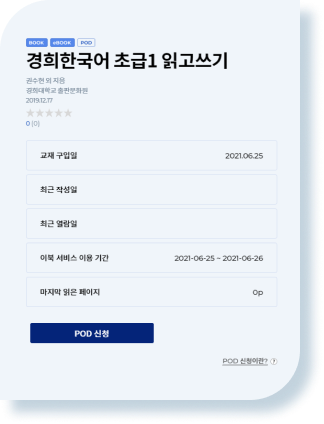 BOOK eBOOK POD
경희한국어 초급1 읽고쓰기
권수현 외 지음
경희대학교 출판문화원
2019.12.17
0 (0)
교재 구입일 2021.06.25
최근 작성일
최근 열람일
이북 서비스 이용 기간 2021-06-25 ~ 2021-06-26
마지막 읽은 페이지 0p
POD 신청
POD 신청이란? ?